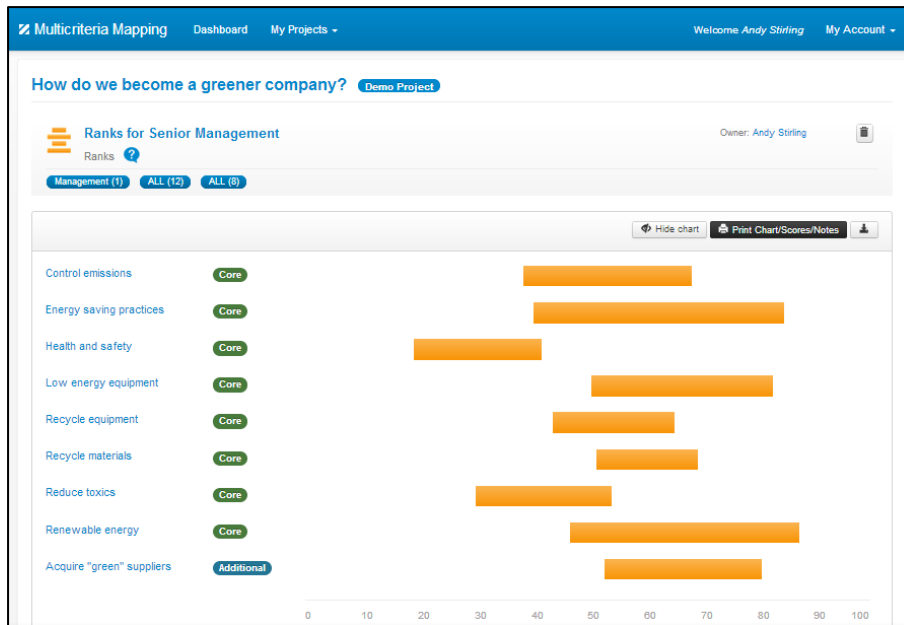 Multicriteria Mapping Dashboard My Projects Welcome Andy Stirling My Account
How do we become a greener company? Demo Project
Ranks for Senior Management Owner: Andy Stirling
Ranks ?
Management (1) ALL (12) ALL (8)
Hide chart Print Chart/Scores/Notes
Control emissions Core
Energy saving practices Core
Health and safety Core
Low energy equipment Core
Recycle equipment Core
Recycle materials Core
Reduce toxics Core
Renewable energy Core
Acquire "green" suppliers Additional
0 10 20 30 40 50 60 70 80 90 100